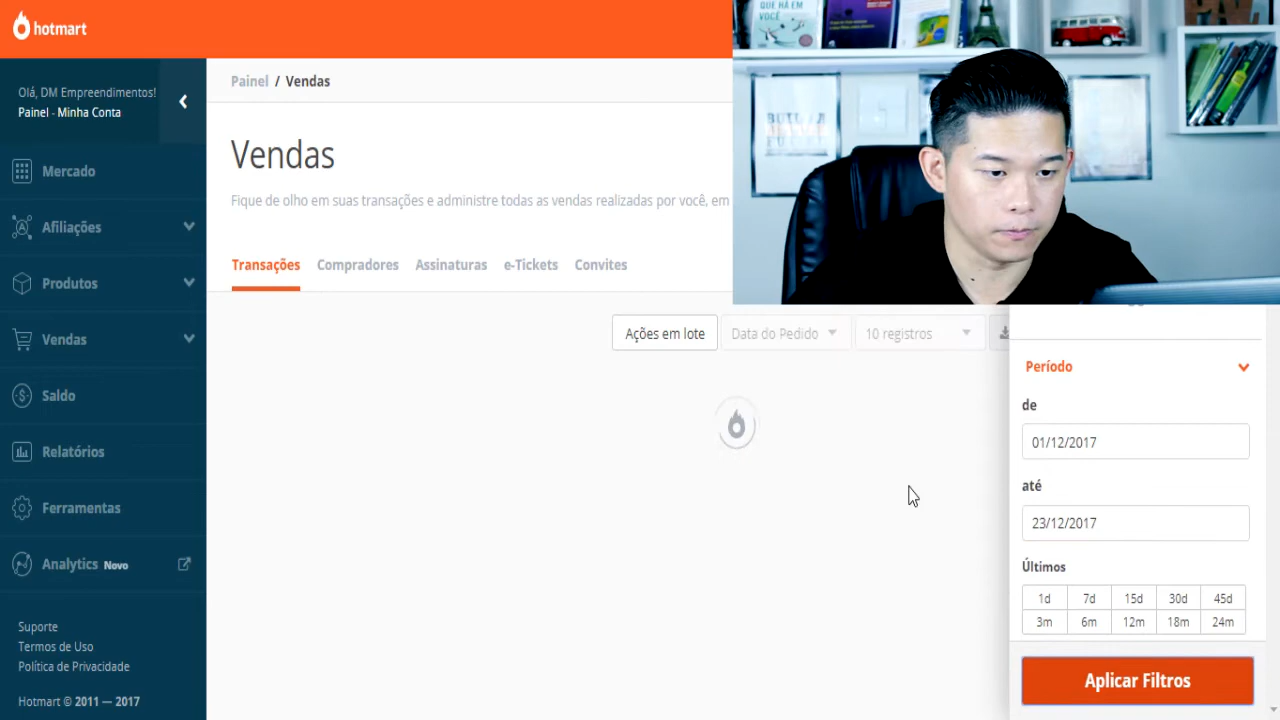 hotmart
Olá, DM Empreendimentos!
Painel - Minha Conta
Mercado
Afiliações
Produtos
Vendas
Saldo
Relatórios
Ferramentas
Analytics Novo
Suporte
Termos de Uso
Política de Privacidade
Hotmart © 2011 — 2017
Painel / Vendas
Vendas
Fique de olho em suas transações e administre todas as vendas realizadas por você, em
Transações Compradores Assinaturas e-Tickets Convites
Ações em lote Data do Pedido 10 registros
QUE HÁ EM
VOCÊ
Período
de
01/12/2017
até
23/12/2017
Últimos
1d 7d 15d 30d 45d
3m 6m 12m 18m 24m
Aplicar Filtros